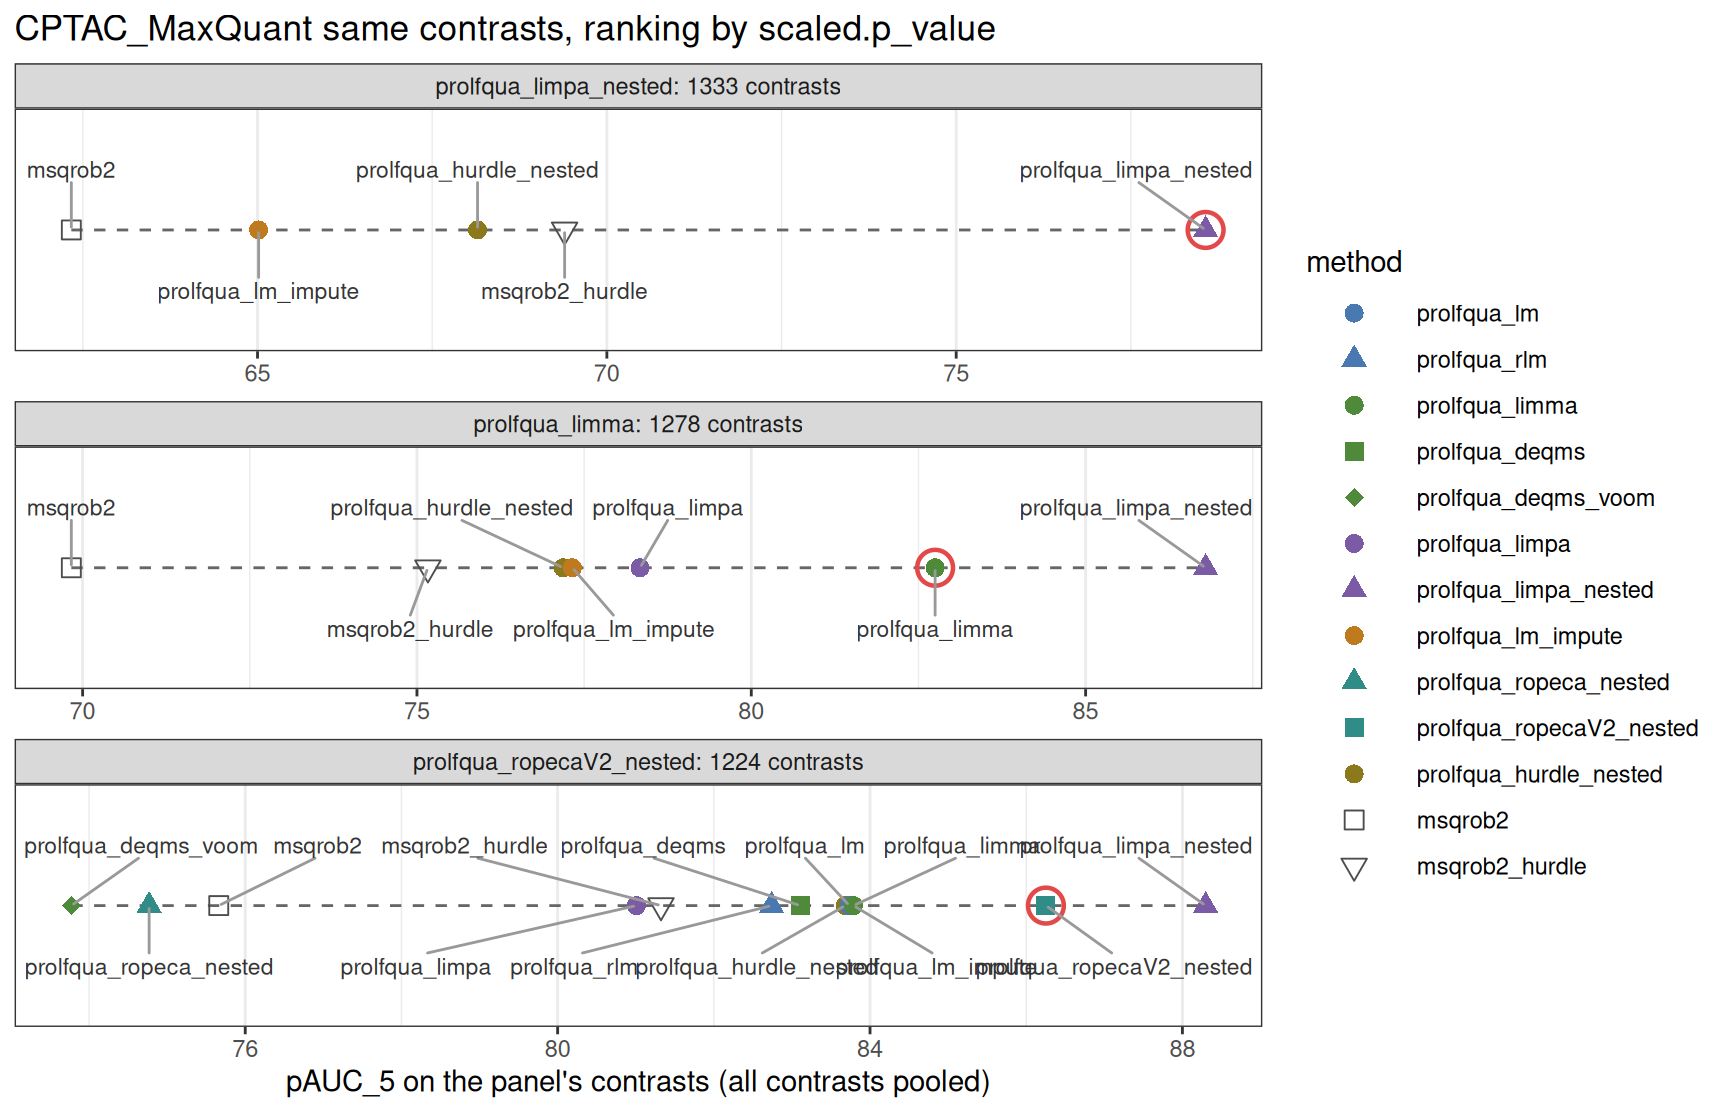 CPTAC_MaxQuant same contrasts, ranking by scaled.p_value
prolfqua_limpa_nested: 1333 contrasts
msqrob2 prolfqua_hurdle_nested prolfqua_limpa_nested
prolfqua_lm_impute msqrob2_hurdle
65 70 75
prolfqua_limma: 1278 contrasts
msqrob2 prolfqua_hurdle_nested prolfqua_limpa prolfqua_limpa_nested
msqrob2_hurdle prolfqua_lm_impute prolfqua_limma
70 75 80 85
prolfqua_ropecaV2_nested: 1224 contrasts
prolfqua_deqms_voom msqrob2 msqrob2_hurdle prolfqua_deqms prolfqua_lm prolfqua_limma prolfqua_limpa_nested
prolfqua_ropeca_nested prolfqua_limpa prolfqua_rlm prolfqua_hurdle_nested prolfqua_lm_impute prolfqua_ropecaV2_nested
76 80 84 88
pAUC_5 on the panel's contrasts (all contrasts pooled)
method
prolfqua_lm
prolfqua_rlm
prolfqua_limma
prolfqua_deqms
prolfqua_deqms_voom
prolfqua_limpa
prolfqua_limpa_nested
prolfqua_lm_impute
prolfqua_ropeca_nested
prolfqua_ropecaV2_nested
prolfqua_hurdle_nested
msqrob2
msqrob2_hurdle